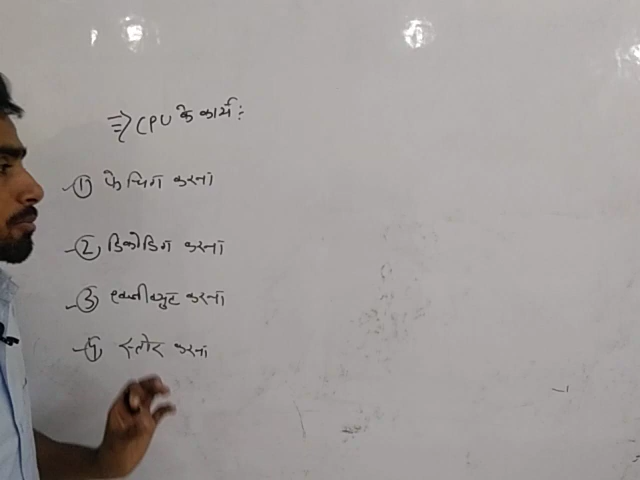 ⇒ CPU के कार्य :
① फेचिंग करना
② डिकोडिंग करना
③ एक्जीक्युट करना
④ स्टोर करना